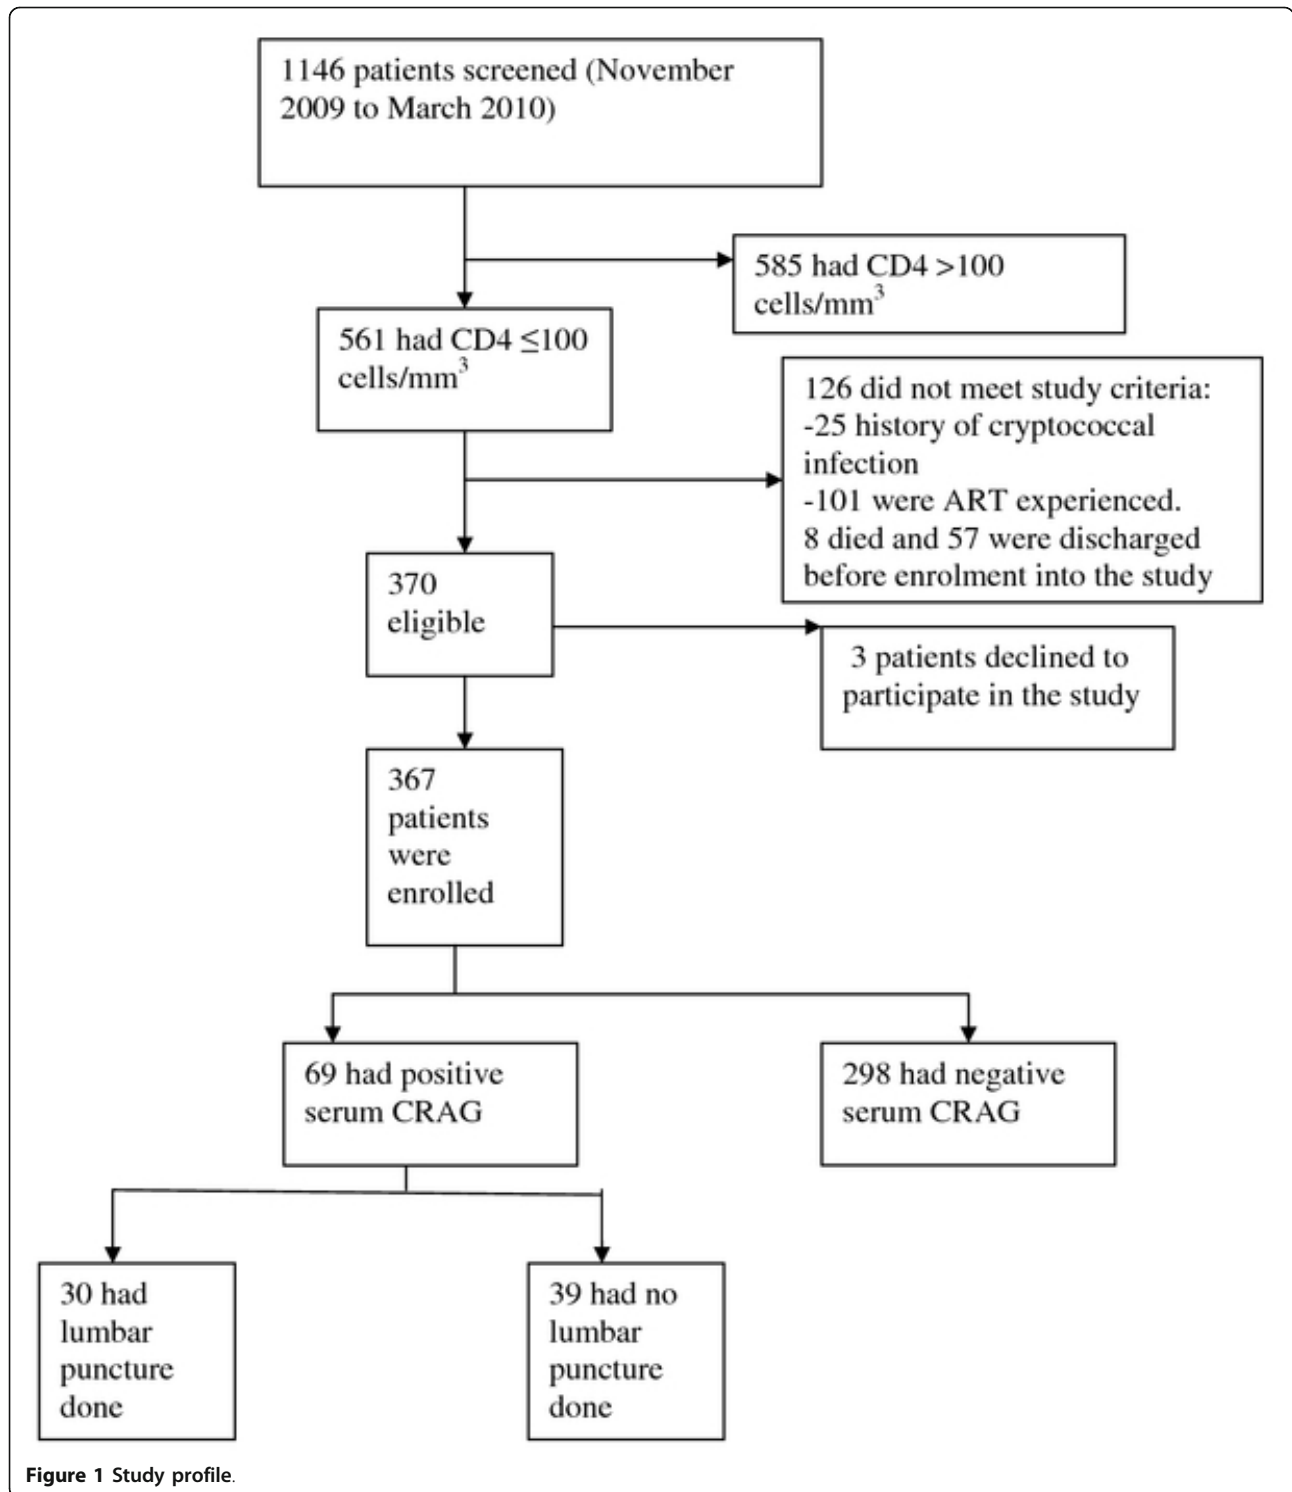 1146 patients screened (November
2009 to March 2010)
585 had CD4 >100
cells/mm³
561 had CD4 ≤100
cells/mm³
126 did not meet study criteria:
-25 history of cryptococcal
infection
-101 were ART experienced.
8 died and 57 were discharged
before enrolment into the study
370
eligible
3 patients declined to
participate in the study
367
patients
were
enrolled
69 had positive
serum CRAG
298 had negative
serum CRAG
30 had
lumbar
puncture
done
39 had no
lumbar
puncture
done
Figure 1 Study profile.